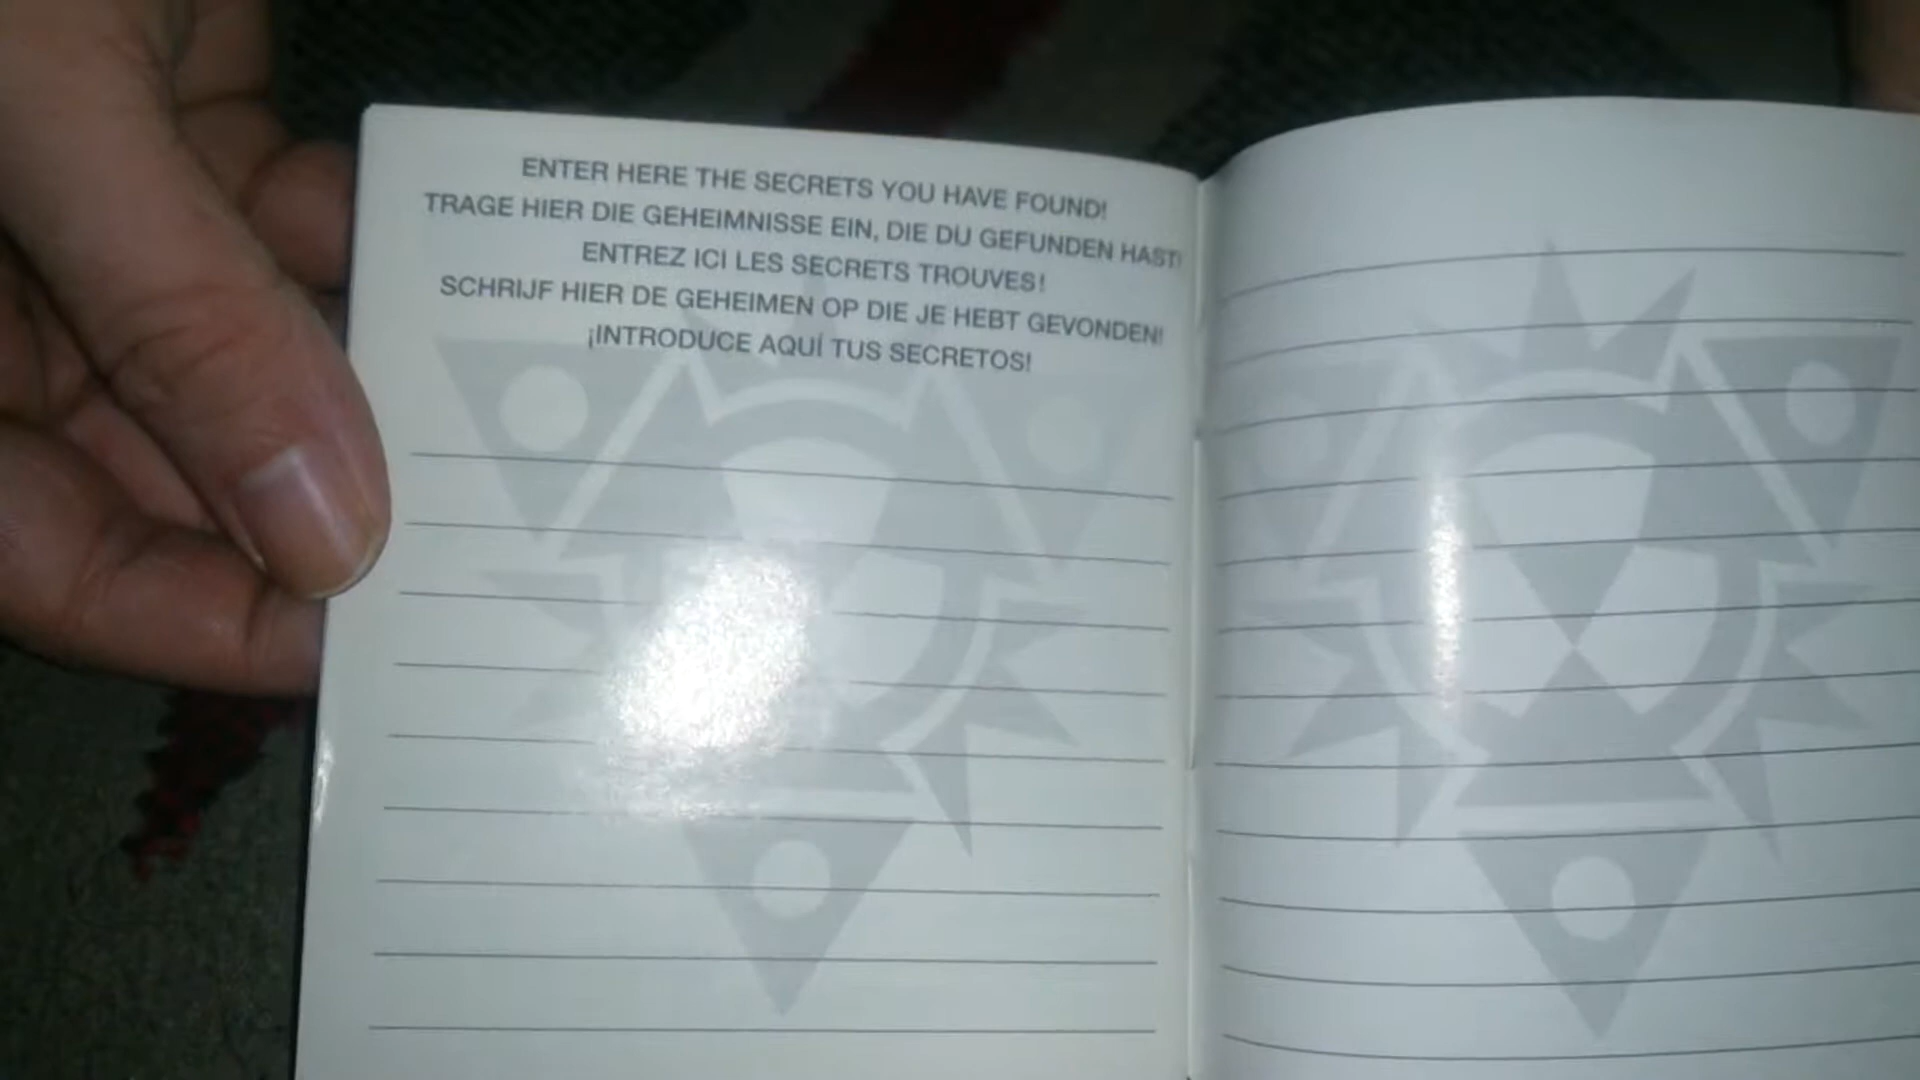 ENTER HERE THE SECRETS YOU HAVE FOUND!
TRAGE HIER DIE GEHEIMNISSE EIN, DIE DU GEFUNDEN HAST!
ENTREZ ICI LES SECRETS TROUVES!
SCHRIJF HIER DE GEHEIMEN OP DIE JE HEBT GEVONDEN!
¡INTRODUCE AQUÍ TUS SECRETOS!